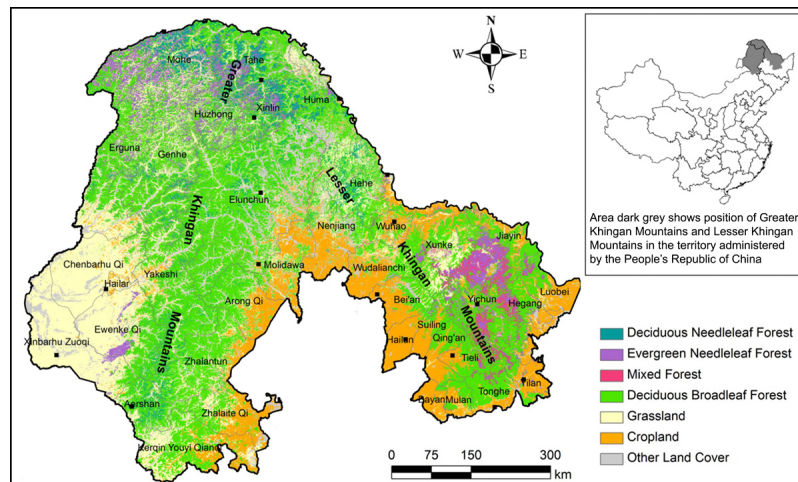 N
W E
S
Mohe
Tahe
Greater
Xinlin
Huma
Huzhong
Erguna
Genhe
Lesser
Hehe
Elunchun
Khingan
Nenjiang
Wuhao
Khingan
Xunke
Jiayin
Chenbarhu Qi
Yakeshi
Molidawa
Wudalianchi
Hailar
Arong Qi
Bei'an
Yichun
Hegang
Luobei
Ewenke Qi
Mountains
Suiling
Mountains
Xinbarhu Zuoqi
Hailun
Qing'an
Zhalantun
Tieli
Aershan
Zhalaite Qi
Yilan
Tonghe
BayanMulan
Kerqin Youyi Qianqi
0 75 150 300
km
Area dark grey shows position of Greater
Khingan Mountains and Lesser Khingan
Mountains in the territory administered
by the People's Republic of China
Deciduous Needleleaf Forest
Evergreen Needleleaf Forest
Mixed Forest
Deciduous Broadleaf Forest
Grassland
Cropland
Other Land Cover